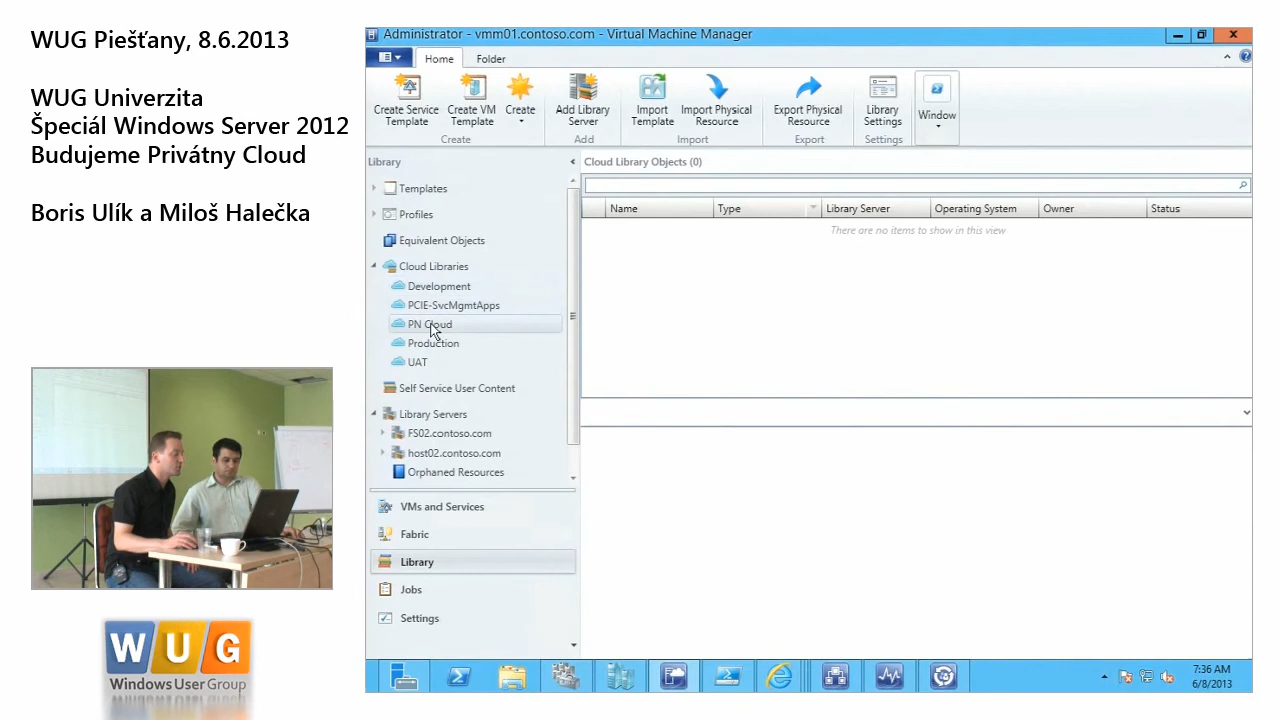 WUG Piešťany, 8.6.2013
WUG Univerzita
Špeciál Windows Server 2012
Budujeme Privátny Cloud
Boris Ulík a Miloš Halečka
WUG
Windows User Group
Administrator - vmm01.contoso.com - Virtual Machine Manager
Home
Folder
Create Service Template
Create VM Template
Create
Add Library Server
Import Template
Import Physical Resource
Export Physical Resource
Library Settings
Window
Create
Add
Import
Export
Settings
Library
Templates
Profiles
Equivalent Objects
Cloud Libraries
Development
PCIE-SvcMgmtApps
PN Cloud
Production
UAT
Self Service User Content
Library Servers
FS02.contoso.com
host02.contoso.com
Orphaned Resources
VMs and Services
Fabric
Library
Jobs
Settings
Cloud Library Objects (0)
Name
Type
Library Server
Operating System
Owner
Status
There are no items to show in this view
7:36 AM
6/8/2013